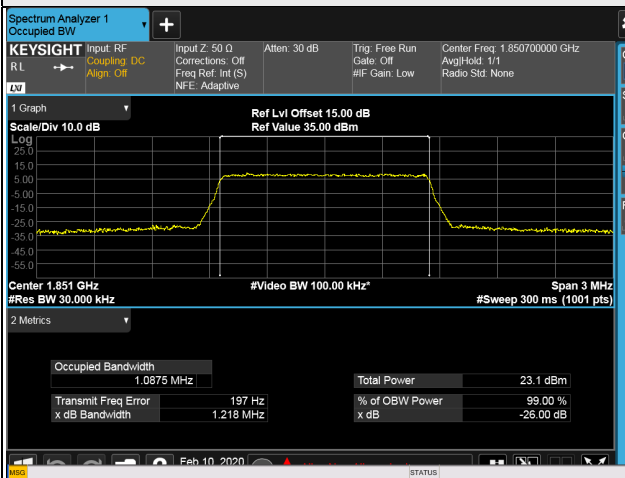 Spectrum Analyzer 1
Occupied BW
KEYSIGHT
RL
LXI
Input: RF
Coupling: DC
Align: Off
Input Z: 50 Ω
Corrections: Off
Freq Ref: Int (S)
NFE: Adaptive
Atten: 30 dB
Trig: Free Run
Gate: Off
#IF Gain: Low
Center Freq: 1.850700000 GHz
Avg|Hold: 1/1
Radio Std: None
1 Graph
Scale/Div 10.0 dB
Ref Lvl Offset 15.00 dB
Ref Value 35.00 dBm
Log
25.0
15.0
5.00
-5.00
-15.0
-25.0
-35.0
-45.0
-55.0
Center 1.851 GHz
#Video BW 100.00 kHz*
Span 3 MHz
#Res BW 30.000 kHz
#Sweep 300 ms (1001 pts)
2 Metrics
Occupied Bandwidth
1.0875 MHz
Total Power 23.1 dBm
Transmit Freq Error 197 Hz
% of OBW Power 99.00 %
x dB Bandwidth 1.218 MHz
x dB -26.00 dB
Feb 10, 2020
MSG
STATUS